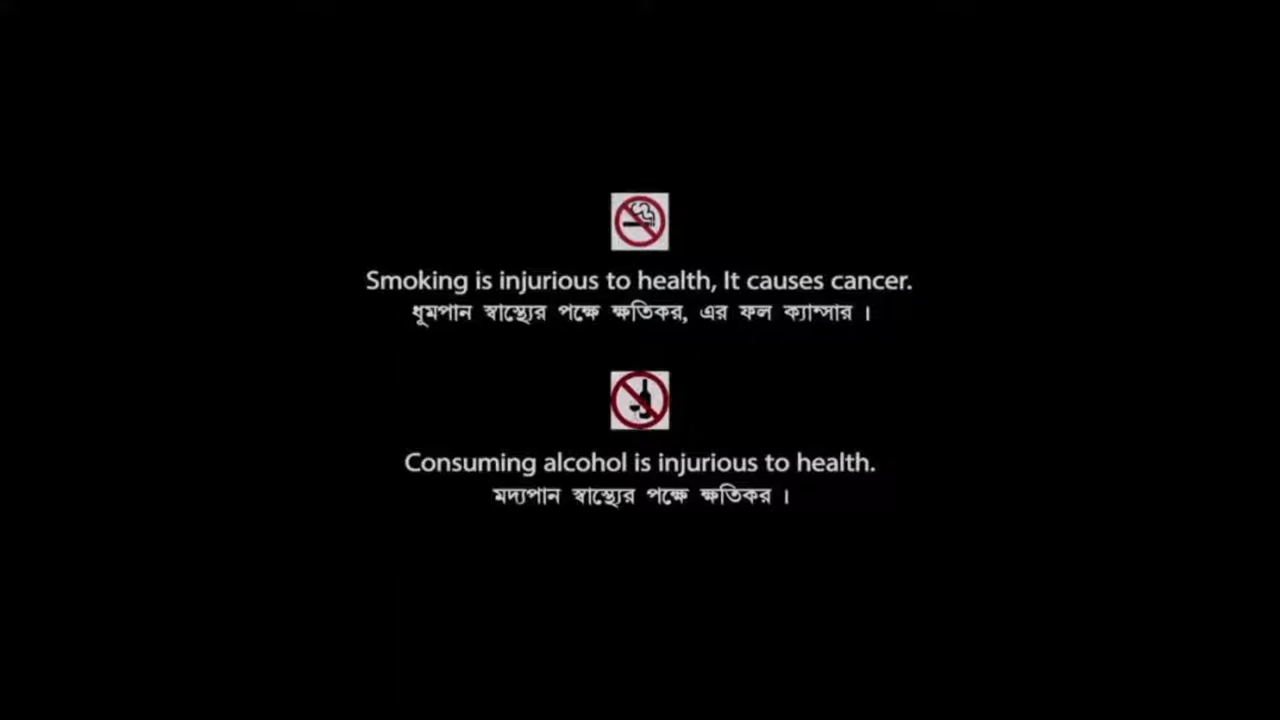 Smoking is injurious to health, It causes cancer.
ধূমপান স্বাস্থ্যের পক্ষে ক্ষতিকর, এর ফল ক্যান্সার ।
Consuming alcohol is injurious to health.
মদ্যপান স্বাস্থ্যের পক্ষে ক্ষতিকর ।